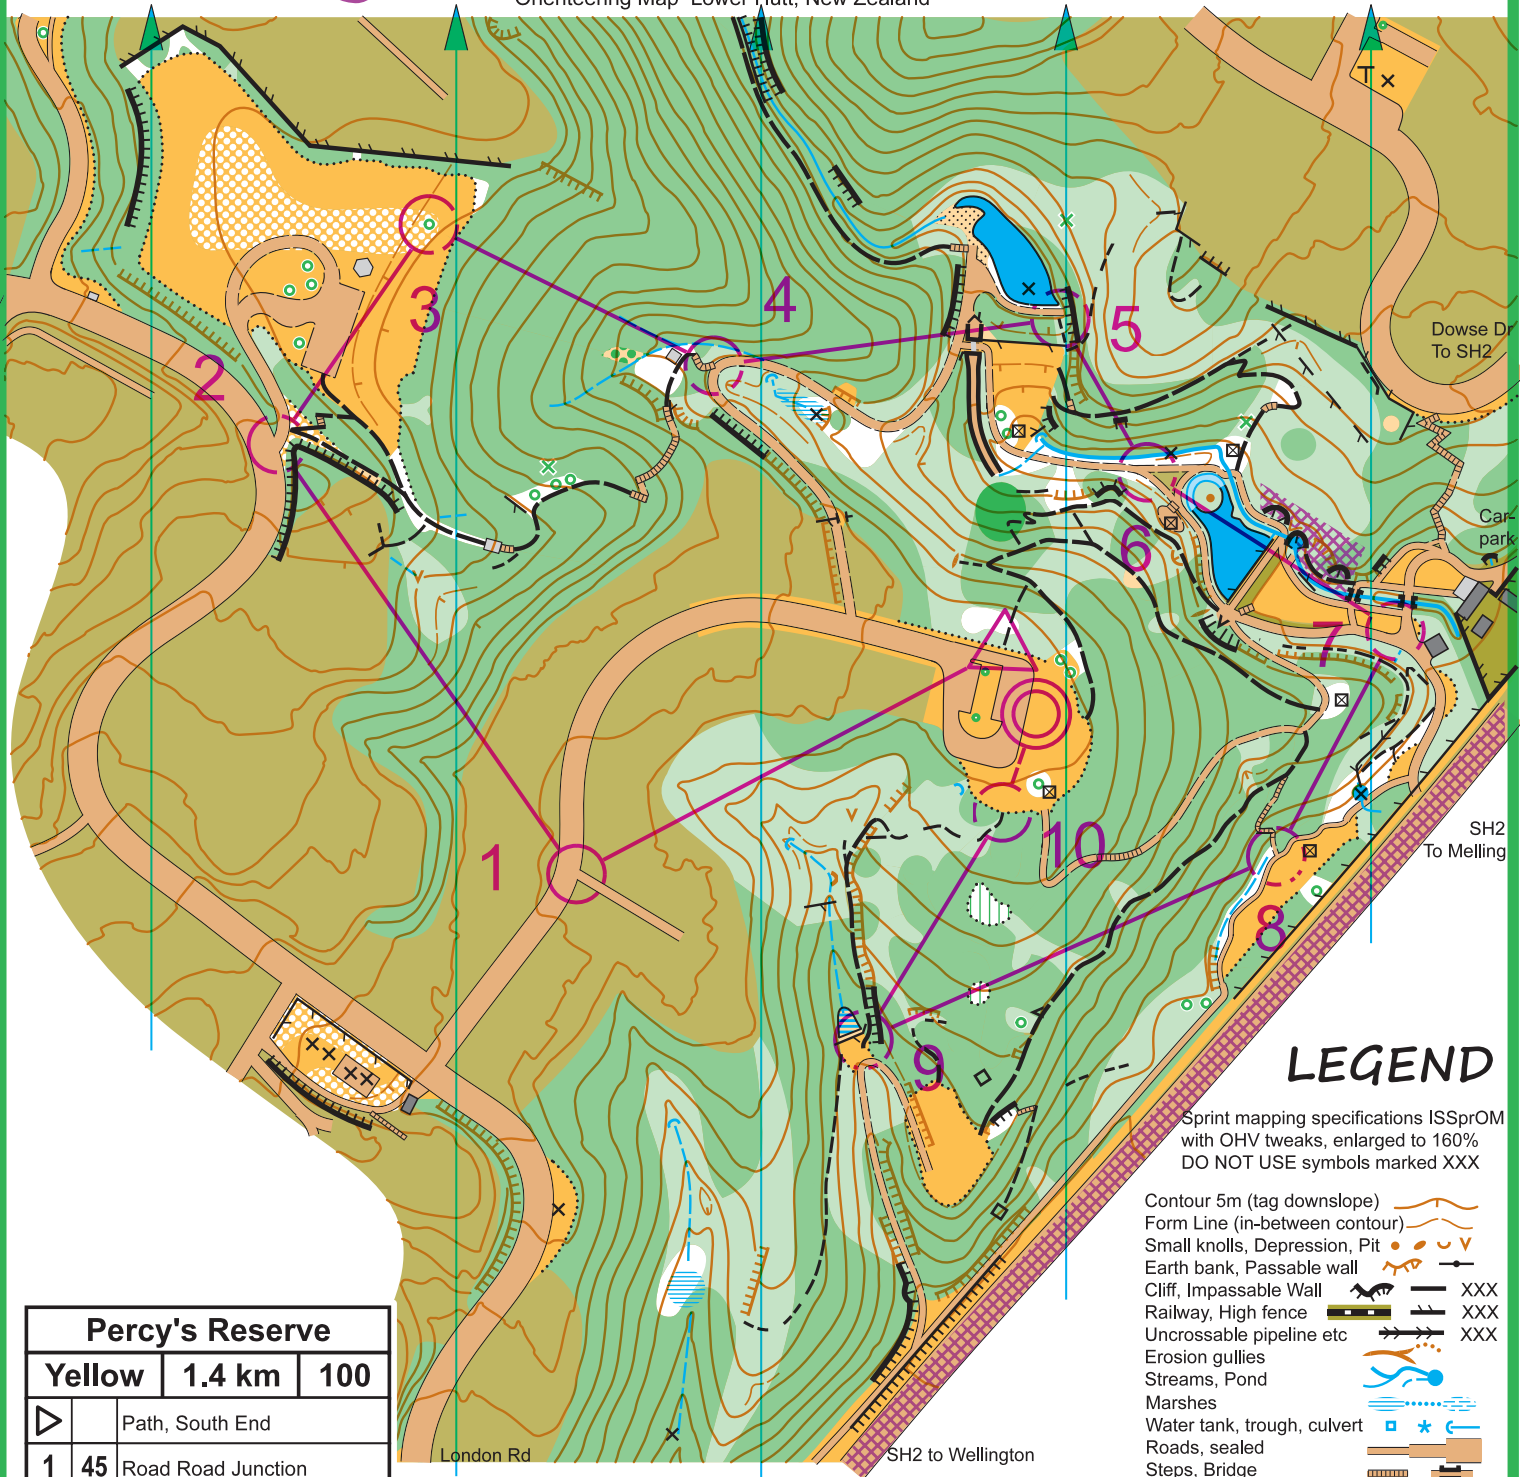 Orienteering Map Lower Hutt, New Zealand
T
4
3
5
Dowse Dr
To SH2
2
Car-
park
6
7
SH2
To Melling
1
10
8
9
LEGEND
Sprint mapping specifications ISSprOM
with OHV tweaks, enlarged to 160%
DO NOT USE symbols marked XXX
Contour 5m (tag downslope)
Form Line (in-between contour)
Small knolls, Depression, Pit
Earth bank, Passable wall
Cliff, Impassable Wall XXX
Railway, High fence XXX
Uncrossable pipeline etc XXX
Erosion gullies
Streams, Pond
Marshes
Water tank, trough, culvert
Roads, sealed
Steps, Bridge
Percy's Reserve
Yellow 1.4 km 100
Path, South End
1 45 Road Road Junction
London Rd
SH2 to Wellington